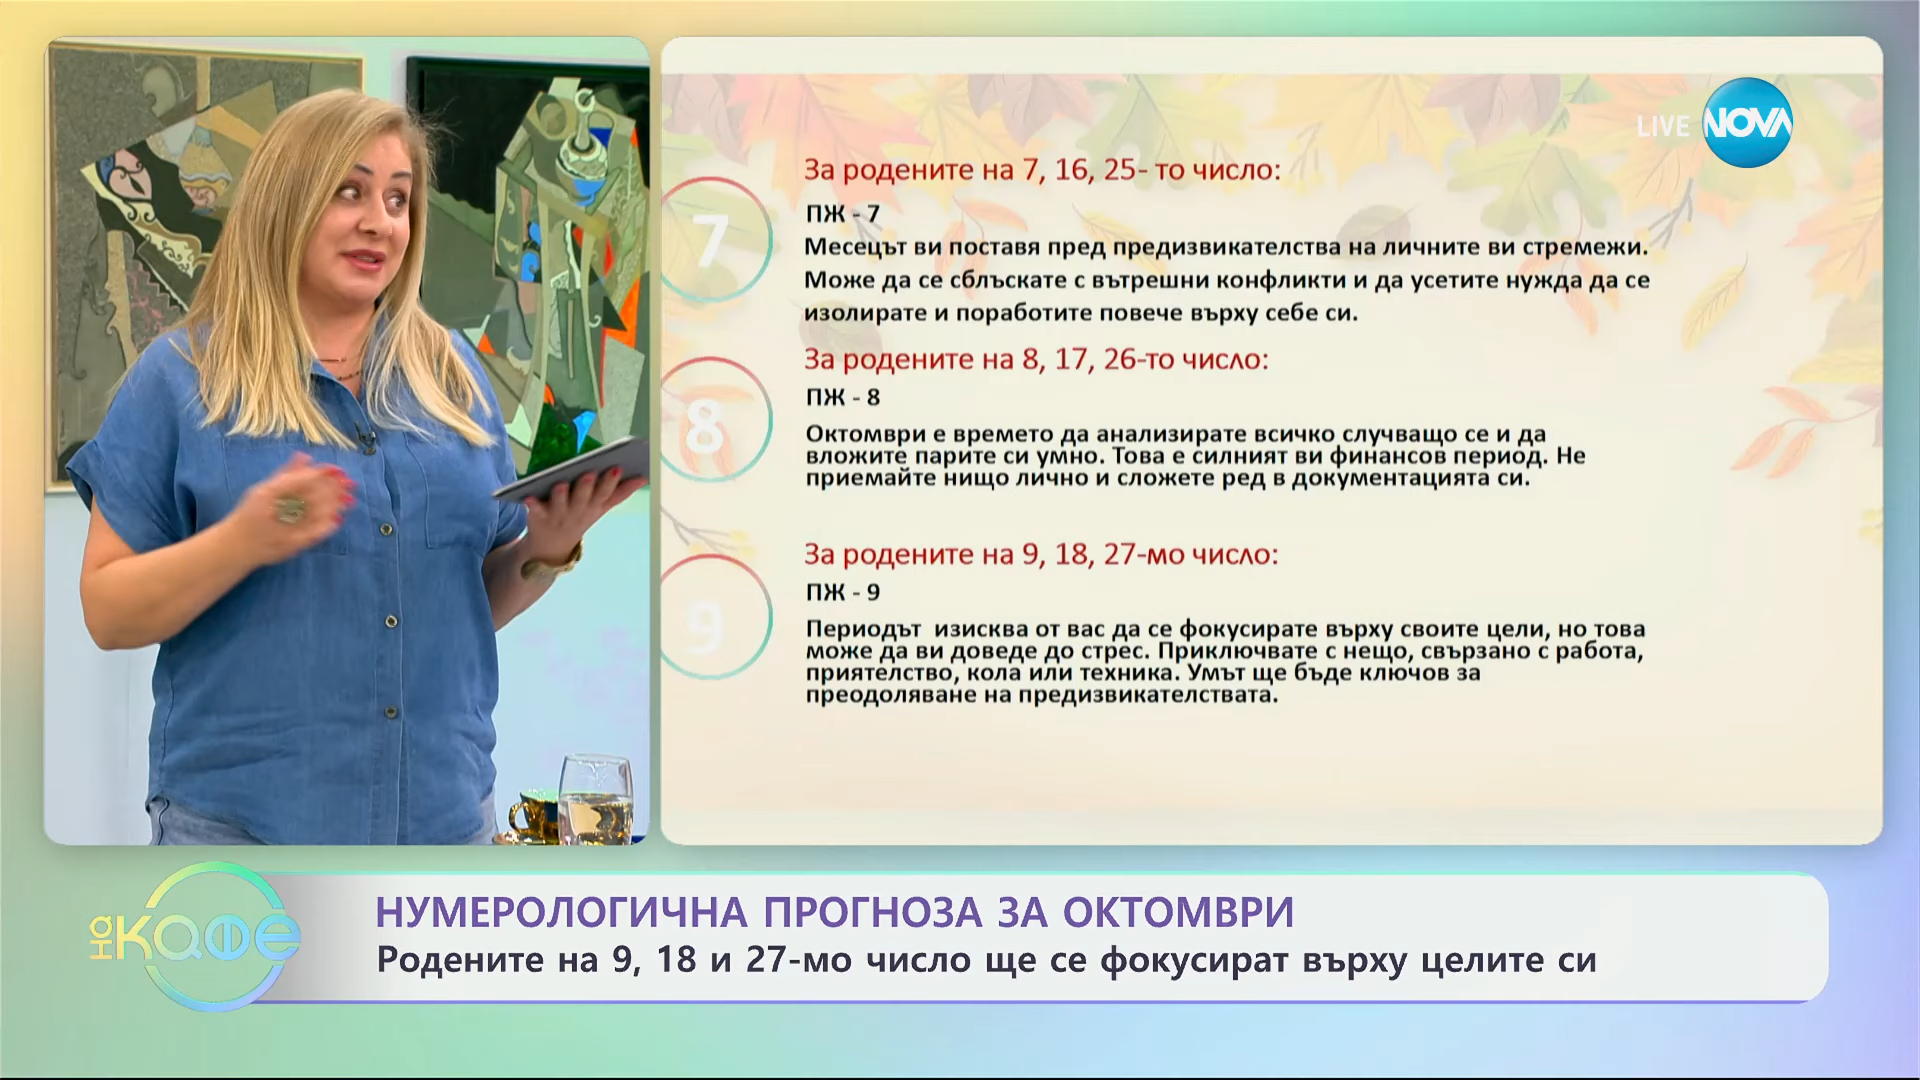 LIVE NOVA
За родените на 7, 16, 25- то число:
7
ПЖ - 7
Месецът ви поставя пред предизвикателства на личните ви стремежи.
Може да се сблъскате с вътрешни конфликти и да усетите нужда да се
изолирате и поработите повече върху себе си.
За родените на 8, 17, 26-то число:
8
ПЖ - 8
Октомври е времето да анализирате всичко случващо се и да
вложите парите си умно. Това е силният ви финансов период. Не
приемайте нищо лично и сложете ред в документацията си.
За родените на 9, 18, 27-мо число:
9
ПЖ - 9
Периодът изисква от вас да се фокусирате върху своите цели, но това
може да ви доведе до стрес. Приключвате с нещо, свързано с работа,
приятелство, кола или техника. Умът ще бъде ключов за
преодоляване на предизвикателствата.
НУМЕРОЛОГИЧНА ПРОГНОЗА ЗА ОКТОМВРИ
на кафе
Родените на 9, 18 и 27-мо число ще се фокусират върху целите си